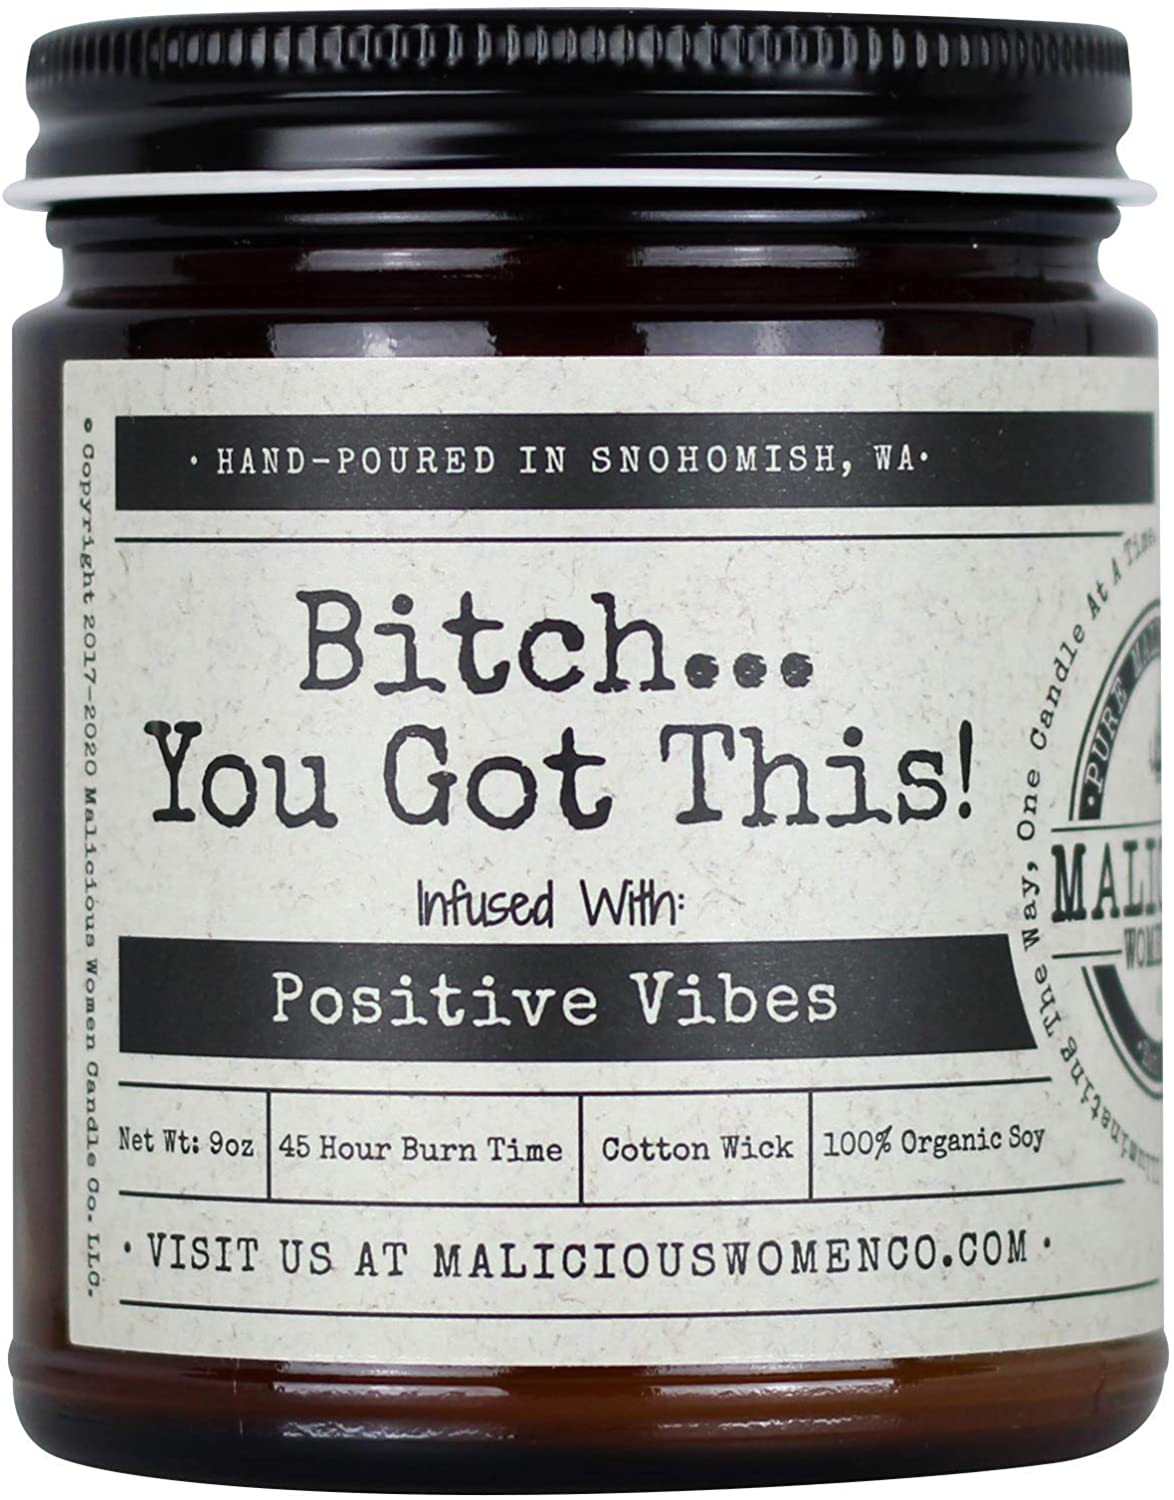 · HAND-POURED IN SNOHOMISH, WA·
Bitch...
You Got This!
Infused With:
Positive Vibes
Net Wt: 9oz
45 Hour Burn Time
Cotton Wick
100% Organic Soy
· VISIT US AT MALICIOUSWOMENCO.COM ·
© Copyright 2017-2020 Malicious Women Candle Co. LLC.
The Way, One Candle At A Time
· PURE